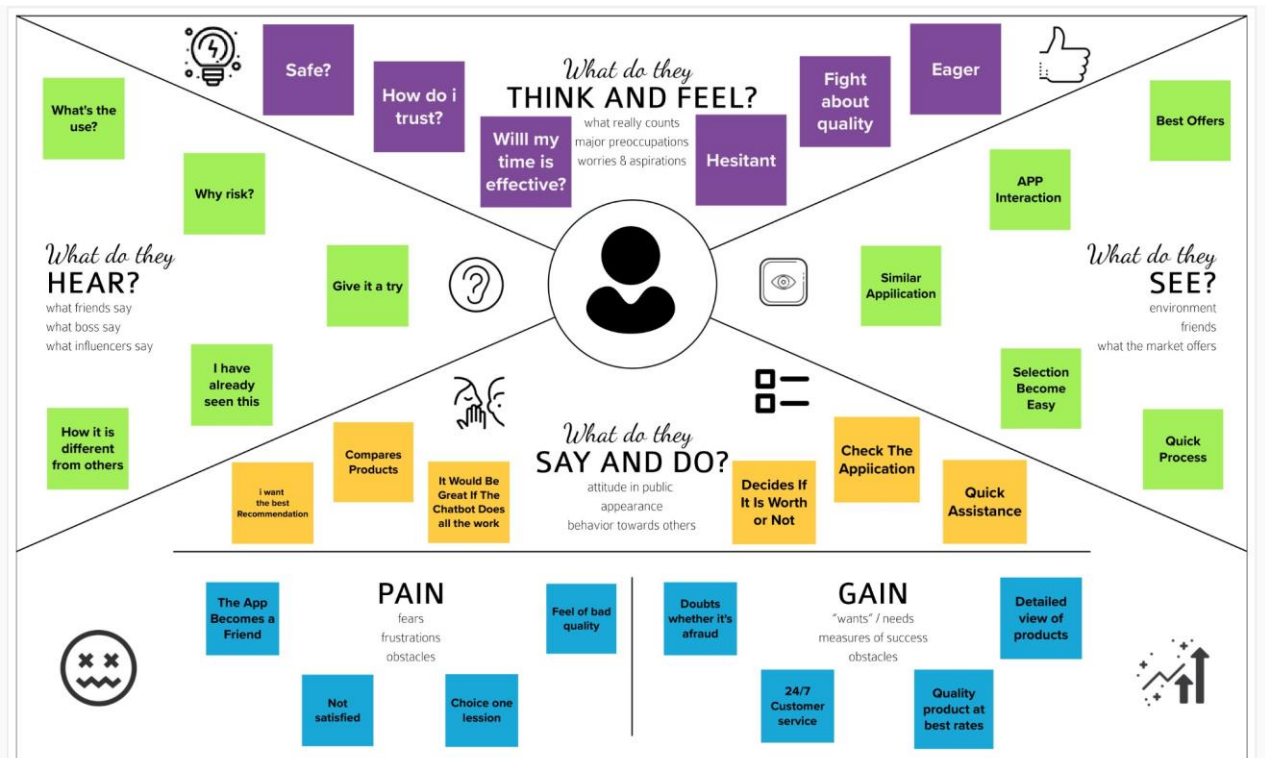 What do they
THINK AND FEEL?
what really counts
major preoccupations
worries & aspirations
Safe?
How do i
trust?
Willl my
time is
effective?
Hesitant
Fight
about
quality
Eager
What do they
HEAR?
what friends say
what boss say
what influencers say
What's the
use?
Why risk?
Give it a try
I have
already
seen this
How it is
different
from others
What do they
SEE?
environment
friends
what the market offers
Best Offers
APP
Interaction
Similar
Appilication
Selection
Become
Easy
Quick
Process
What do they
SAY AND DO?
attitude in public
appearance
behavior towards others
i want
the best
Recommendation
Compares
Products
It Would Be
Great If The
Chatbot Does
all the work
Decides If
It Is Worth
or Not
Check The
Appiication
Quick
Assistance
PAIN
fears
frustrations
obstacles
The App
Becomes a
Friend
Not
satisfied
Choice one
lession
Feel of bad
quality
GAIN
"wants" / needs
measures of success
obstacles
Doubts
whether it's
afraud
24/7
Customer
service
Quality
product at
best rates
Detailed
view of
products